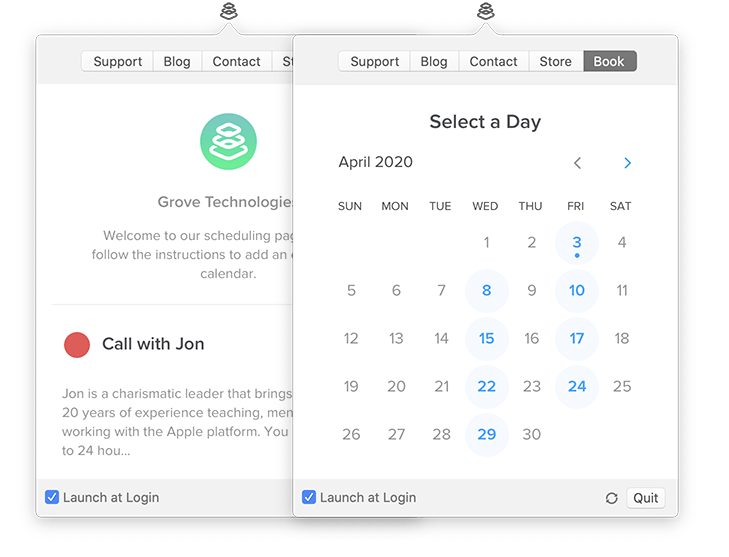 Support Blog Contact
Grove Technologies
Welcome to our scheduling
follow the instructions to add an
calendar.
Call with Jon
Jon is a charismatic leader that brings
20 years of experience teaching,
working with the Apple platform. You
to 24 hou...
Launch at Login
Support Blog Contact Store Book
Select a Day
April 2020
SUN MON TUE WED THU FRI SAT
1 2 3 4
5 6 7 8 9 10 11
12 13 14 15 16 17 18
19 20 21 22 23 24 25
26 27 28 29 30
Launch at Login Quit